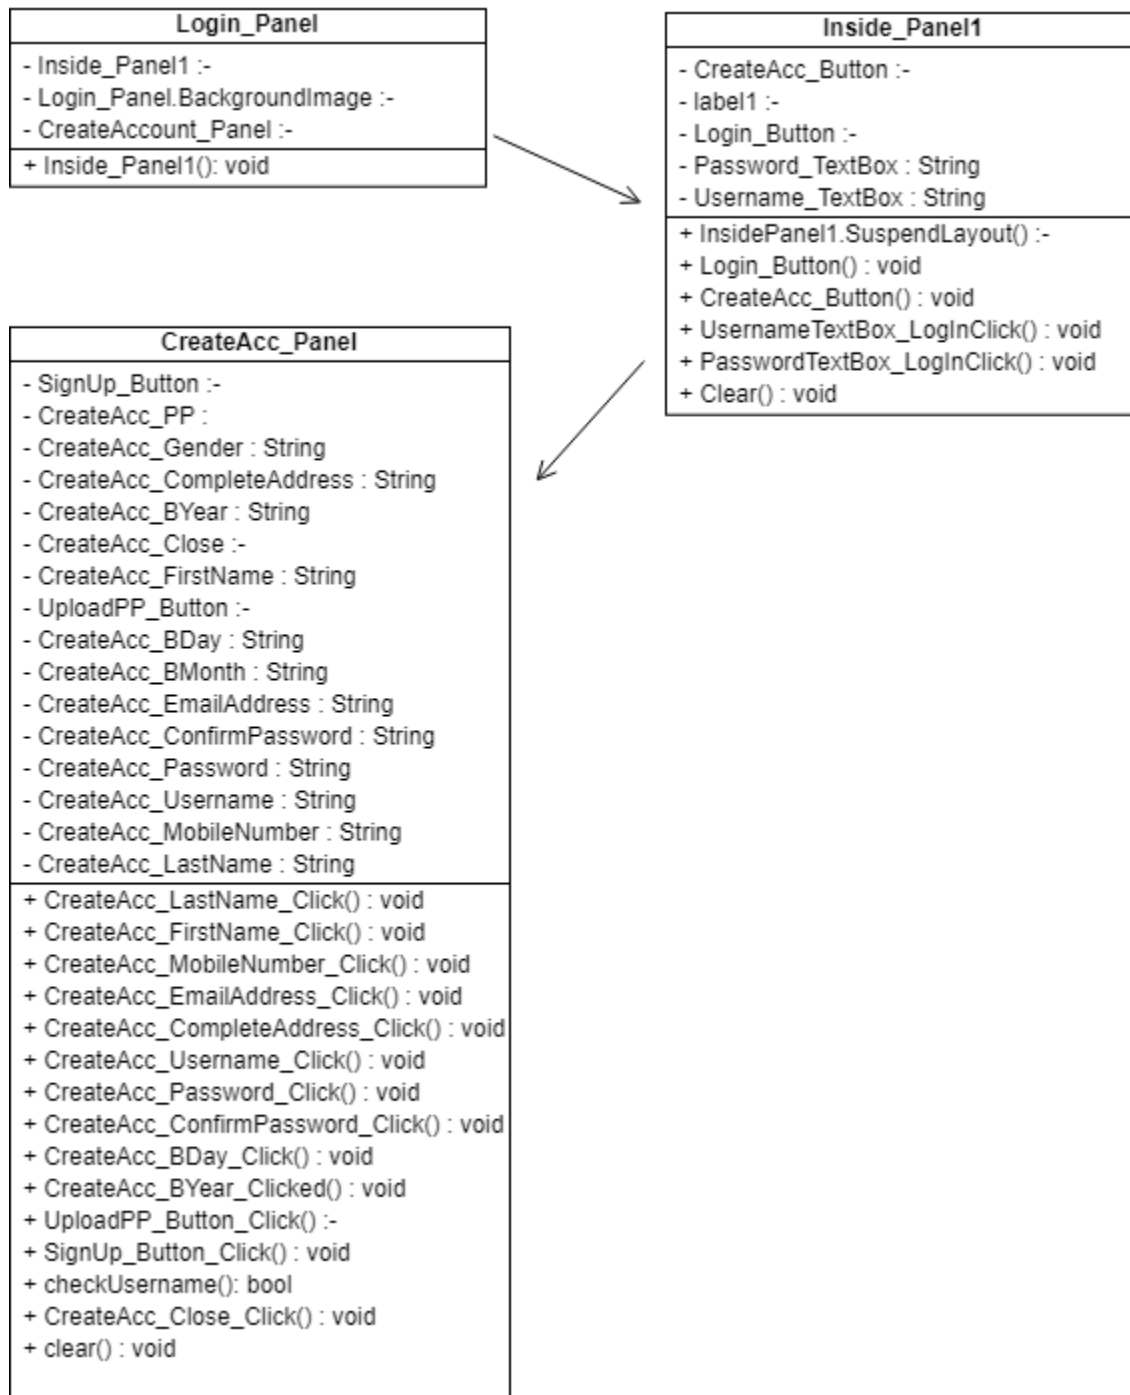 Login_Panel
- Inside_Panel1 :-
- Login_Panel.BackgroundImage :-
- CreateAccount_Panel :-
+ Inside_Panel1(): void
Inside_Panel1
- CreateAcc_Button :-
- label1 :-
- Login_Button :-
- Password_TextBox : String
- Username_TextBox : String
+ InsidePanel1.SuspendLayout() :-
+ Login_Button() : void
+ CreateAcc_Button() : void
+ UsernameTextBox_LogInClick() : void
+ PasswordTextBox_LogInClick() : void
+ Clear() : void
CreateAcc_Panel
- SignUp_Button :-
- CreateAcc_PP :
- CreateAcc_Gender : String
- CreateAcc_CompleteAddress : String
- CreateAcc_BYear : String
- CreateAcc_Close :-
- CreateAcc_FirstName : String
- UploadPP_Button :-
- CreateAcc_BDay : String
- CreateAcc_BMonth : String
- CreateAcc_EmailAddress : String
- CreateAcc_ConfirmPassword : String
- CreateAcc_Password : String
- CreateAcc_Username : String
- CreateAcc_MobileNumber : String
- CreateAcc_LastName : String
+ CreateAcc_LastName_Click() : void
+ CreateAcc_FirstName_Click() : void
+ CreateAcc_MobileNumber_Click() : void
+ CreateAcc_EmailAddress_Click() : void
+ CreateAcc_CompleteAddress_Click() : void
+ CreateAcc_Username_Click() : void
+ CreateAcc_Password_Click() : void
+ CreateAcc_ConfirmPassword_Click() : void
+ CreateAcc_BDay_Click() : void
+ CreateAcc_BYear_Clicked() : void
+ UploadPP_Button_Click() :-
+ SignUp_Button_Click() : void
+ checkUsername(): bool
+ CreateAcc_Close_Click() : void
+ clear() : void